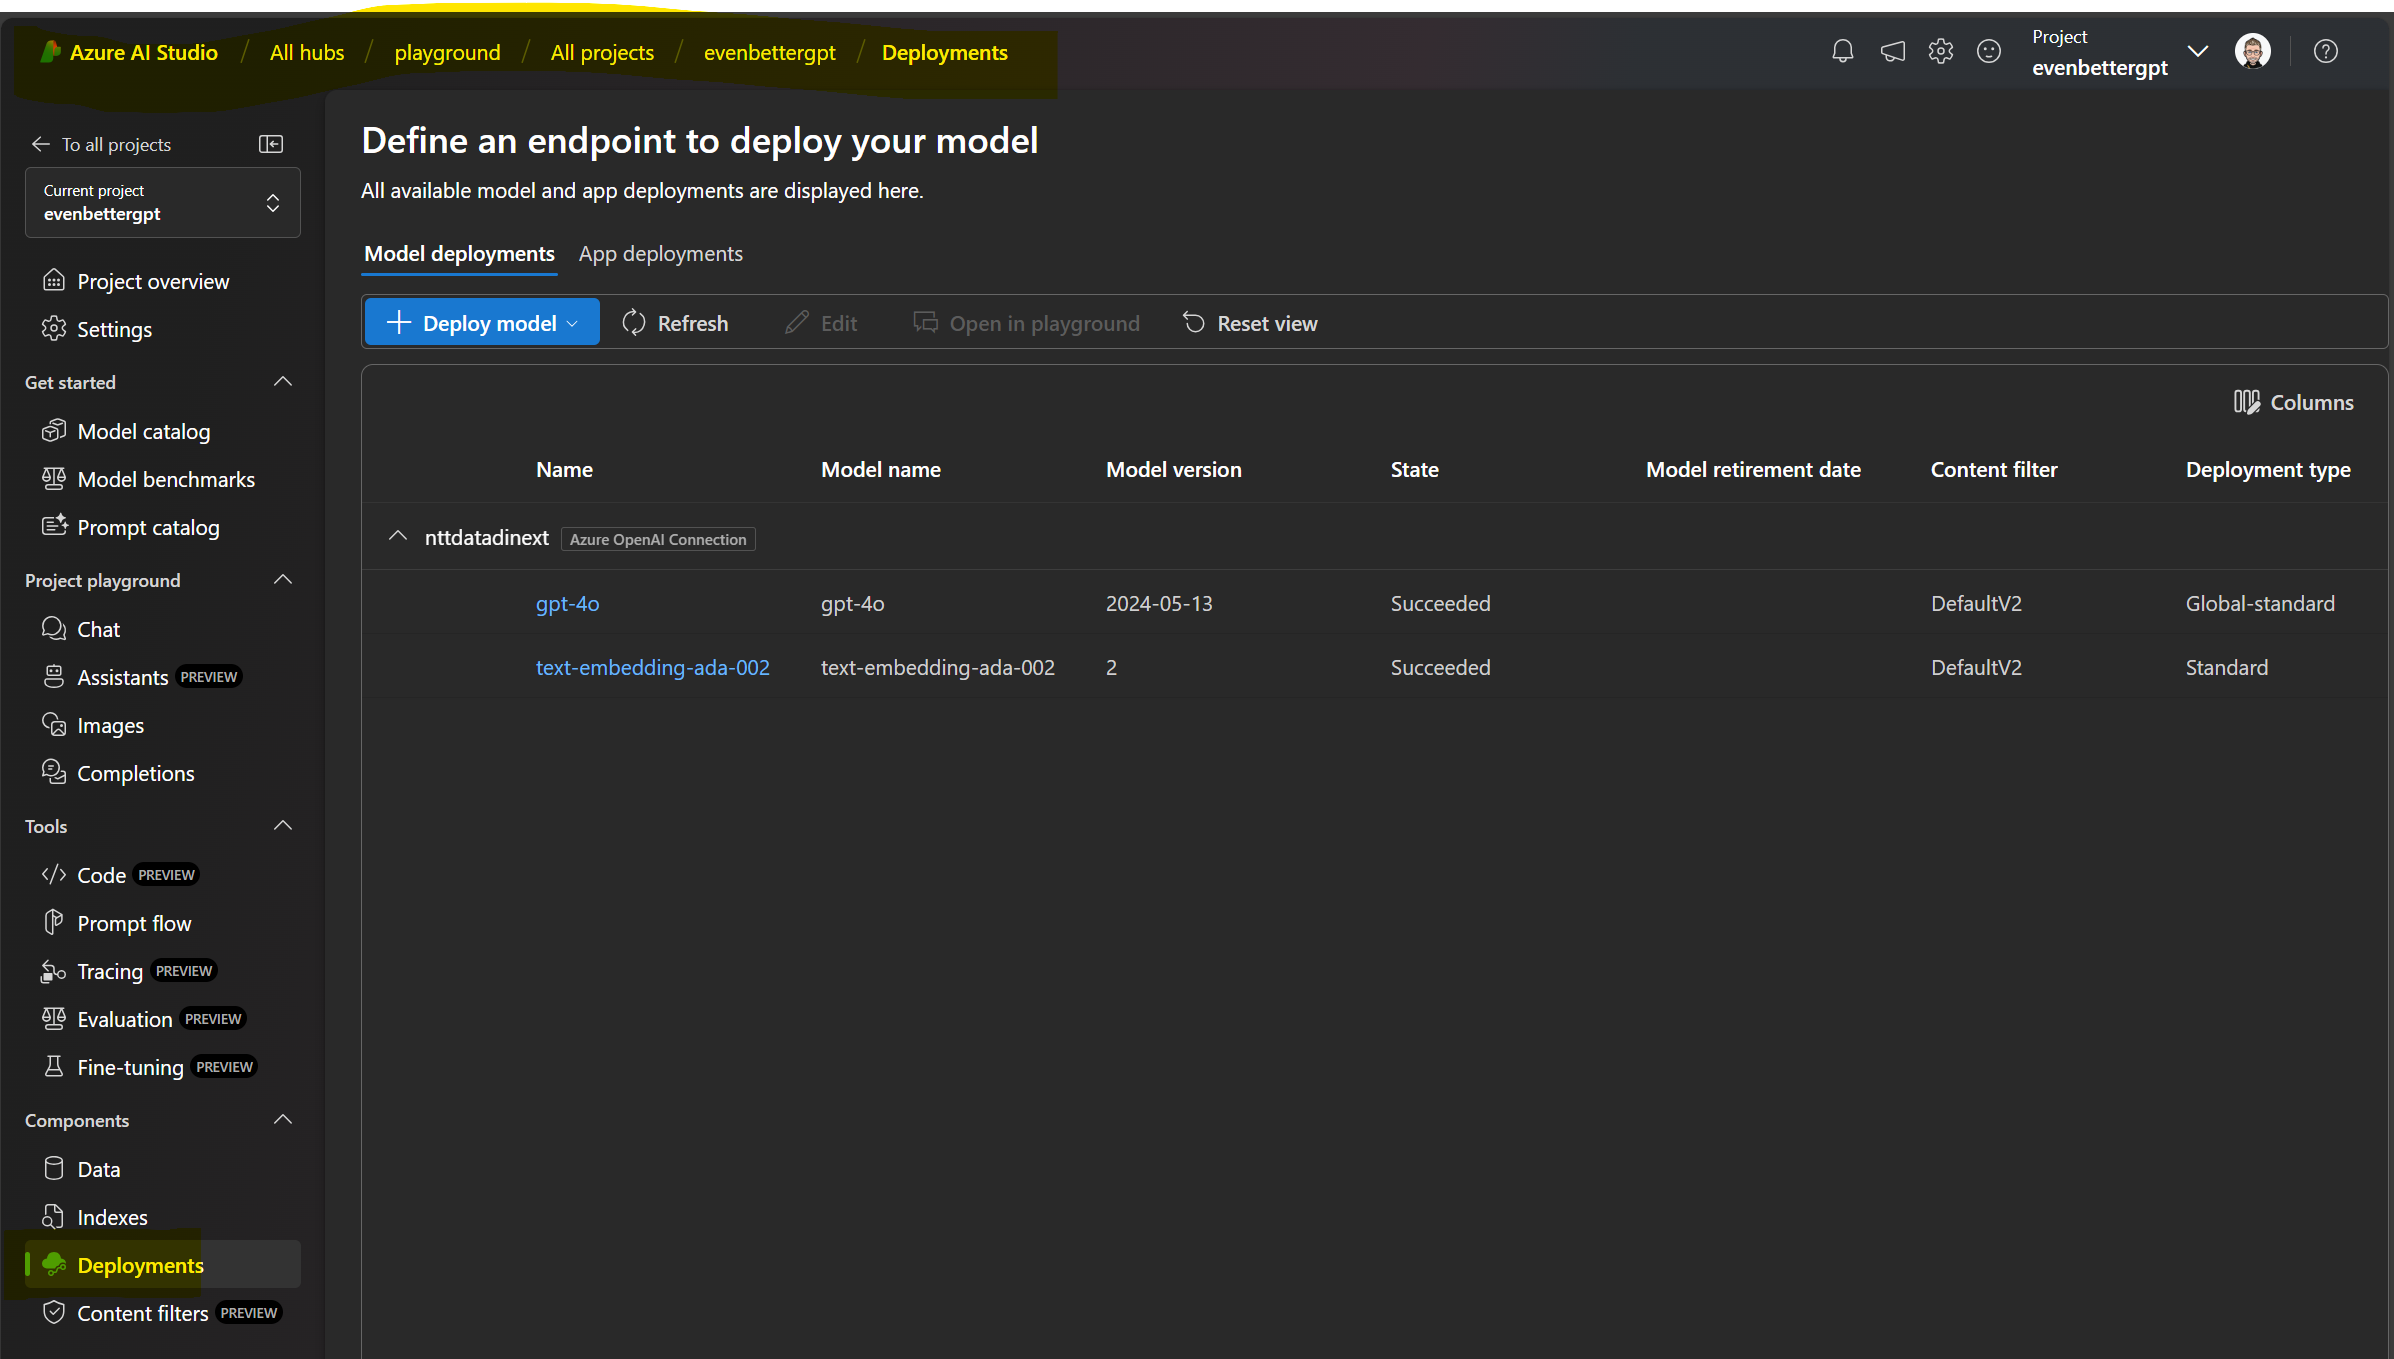 Azure AI Studio / All hubs / playground / All projects / evenbettergpt / Deployments
Project
evenbettergpt
To all projects
Current project
evenbettergpt
Project overview
Settings
Get started
Model catalog
Model benchmarks
Prompt catalog
Project playground
Chat
Assistants PREVIEW
Images
Completions
Tools
Code PREVIEW
Prompt flow
Tracing PREVIEW
Evaluation PREVIEW
Fine-tuning PREVIEW
Components
Data
Indexes
Deployments
Content filters PREVIEW
Define an endpoint to deploy your model
All available model and app deployments are displayed here.
Model deployments App deployments
Deploy model Refresh Edit Open in playground Reset view
Columns
Name Model name Model version State Model retirement date Content filter Deployment type
nttdatadinext Azure OpenAI Connection
gpt-4o gpt-4o 2024-05-13 Succeeded DefaultV2 Global-standard
text-embedding-ada-002 text-embedding-ada-002 2 Succeeded DefaultV2 Standard